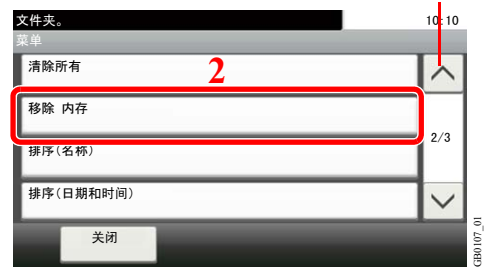 文件夹。 10:10
菜单
清除所有
2
移除 内存
2/3
排序(名称)
排序(日期和时间)
关闭
GB0107_01